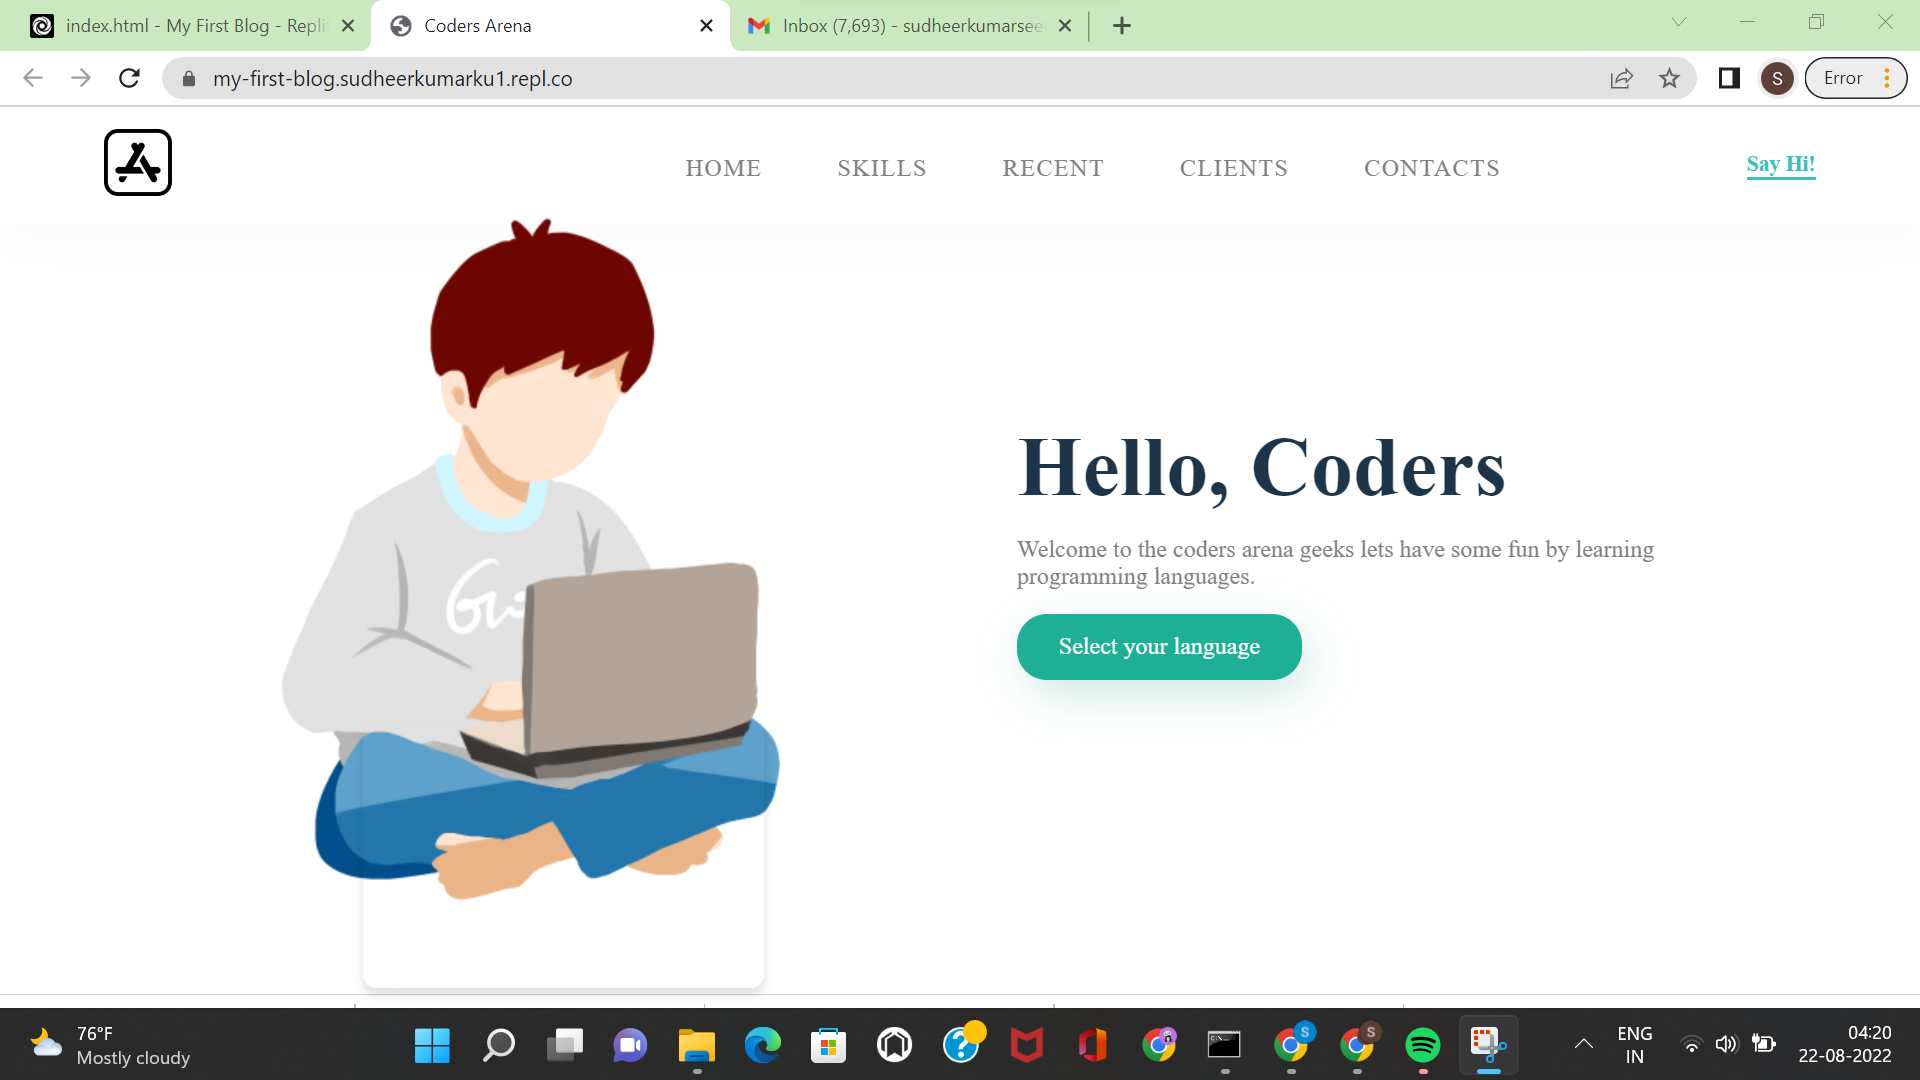 index.html - My First Blog - Repli
Coders Arena
Inbox (7,693) - sudheerkumarsee
my-first-blog.sudheerkumarku1.repl.co
S
Error
HOME
SKILLS
RECENT
CLIENTS
CONTACTS
Say Hi!
Hello, Coders
Welcome to the coders arena geeks lets have some fun by learning
programming languages.
Select your language
76°F
Mostly cloudy
S
S
ENG
IN
04:20
22-08-2022